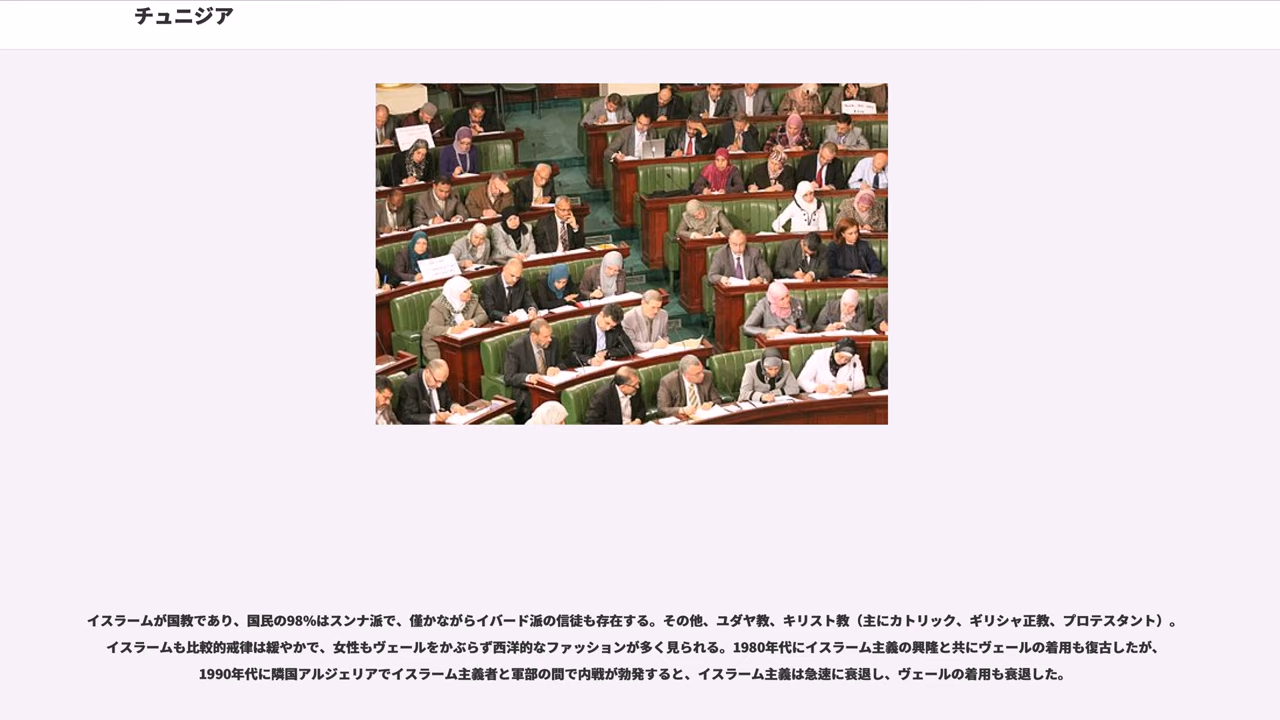 チュニジア
イスラームが国教であり、国民の98%はスンナ派で、僅かながらイバード派の信徒も存在する。その他、ユダヤ教、キリスト教（主にカトリック、ギリシャ正教、プロテスタント）。
イスラームも比較的戒律は緩やかで、女性もヴェールをかぶらず西洋的なファッションが多く見られる。1980年代にイスラーム主義の興隆と共にヴェールの着用も復古したが、
1990年代に隣国アルジェリアでイスラーム主義者と軍部の間で内戦が勃発すると、イスラーム主義は急速に衰退し、ヴェールの着用も衰退した。